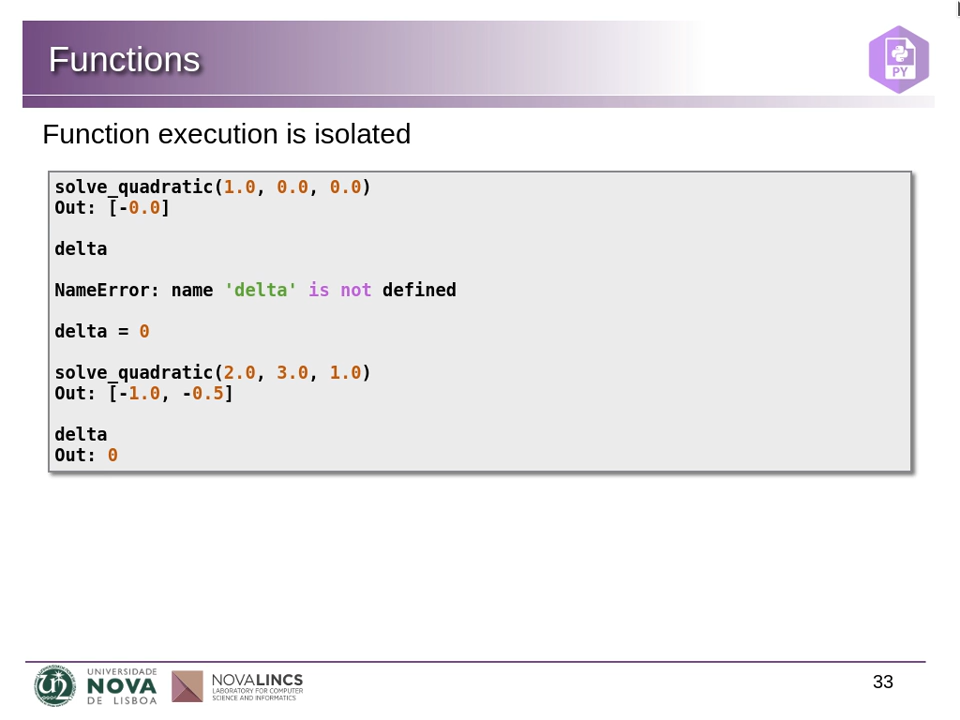 Functions
PY
Function execution is isolated
solve_quadratic(1.0, 0.0, 0.0)
Out: [-0.0]
delta
NameError: name 'delta' is not defined
delta = 0
solve_quadratic(2.0, 3.0, 1.0)
Out: [-1.0, -0.5]
delta
Out: 0
UNIVERSIDADE
NOVA
DE LISBOA
NOVALINCS
LABORATORY FOR COMPUTER
SCIENCE AND INFORMATICS
33